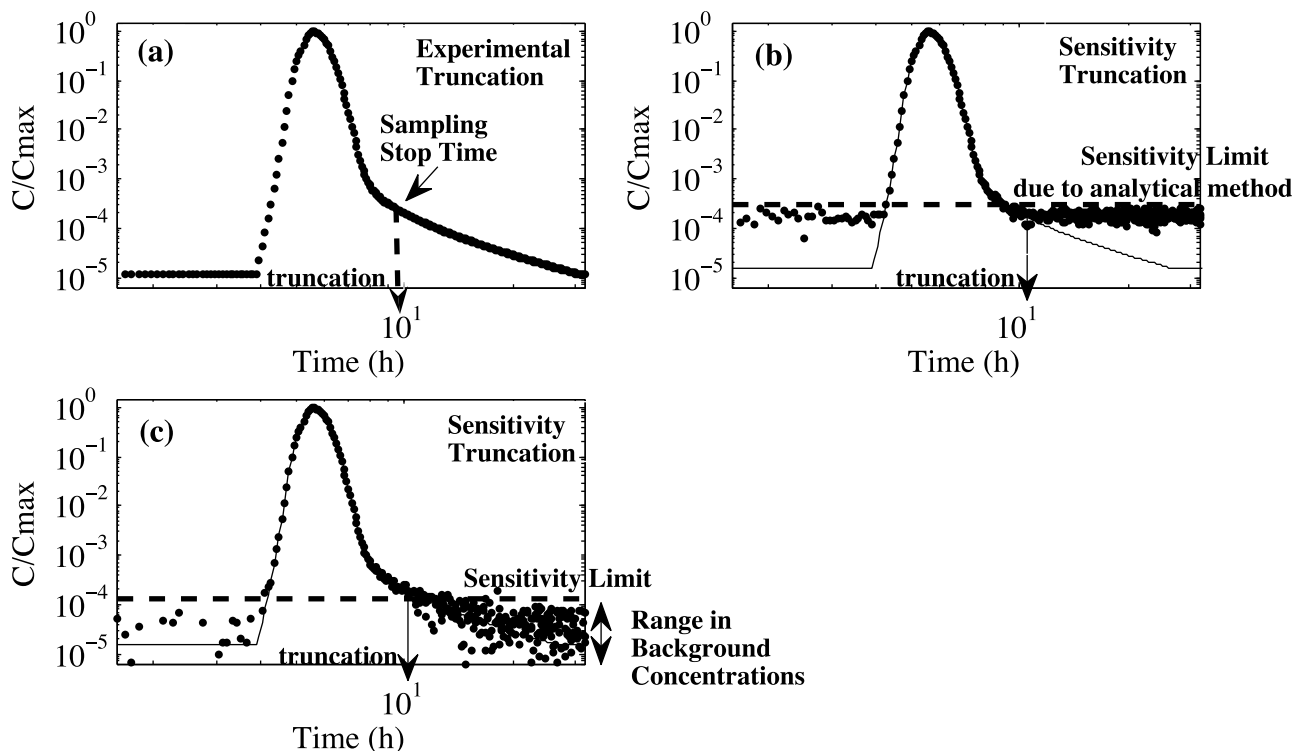 (a)
Experimental
Truncation
Sampling
Stop Time
truncation
C/Cmax
10^0
10^-1
10^-2
10^-3
10^-4
10^-5
10^1
Time (h)
(b)
Sensitivity
Truncation
Sensitivity Limit
due to analytical method
truncation
C/Cmax
10^0
10^-1
10^-2
10^-3
10^-4
10^-5
10^1
Time (h)
(c)
Sensitivity
Truncation
Sensitivity Limit
Range in
Background
Concentrations
truncation
C/Cmax
10^0
10^-1
10^-2
10^-3
10^-4
10^-5
10^1
Time (h)